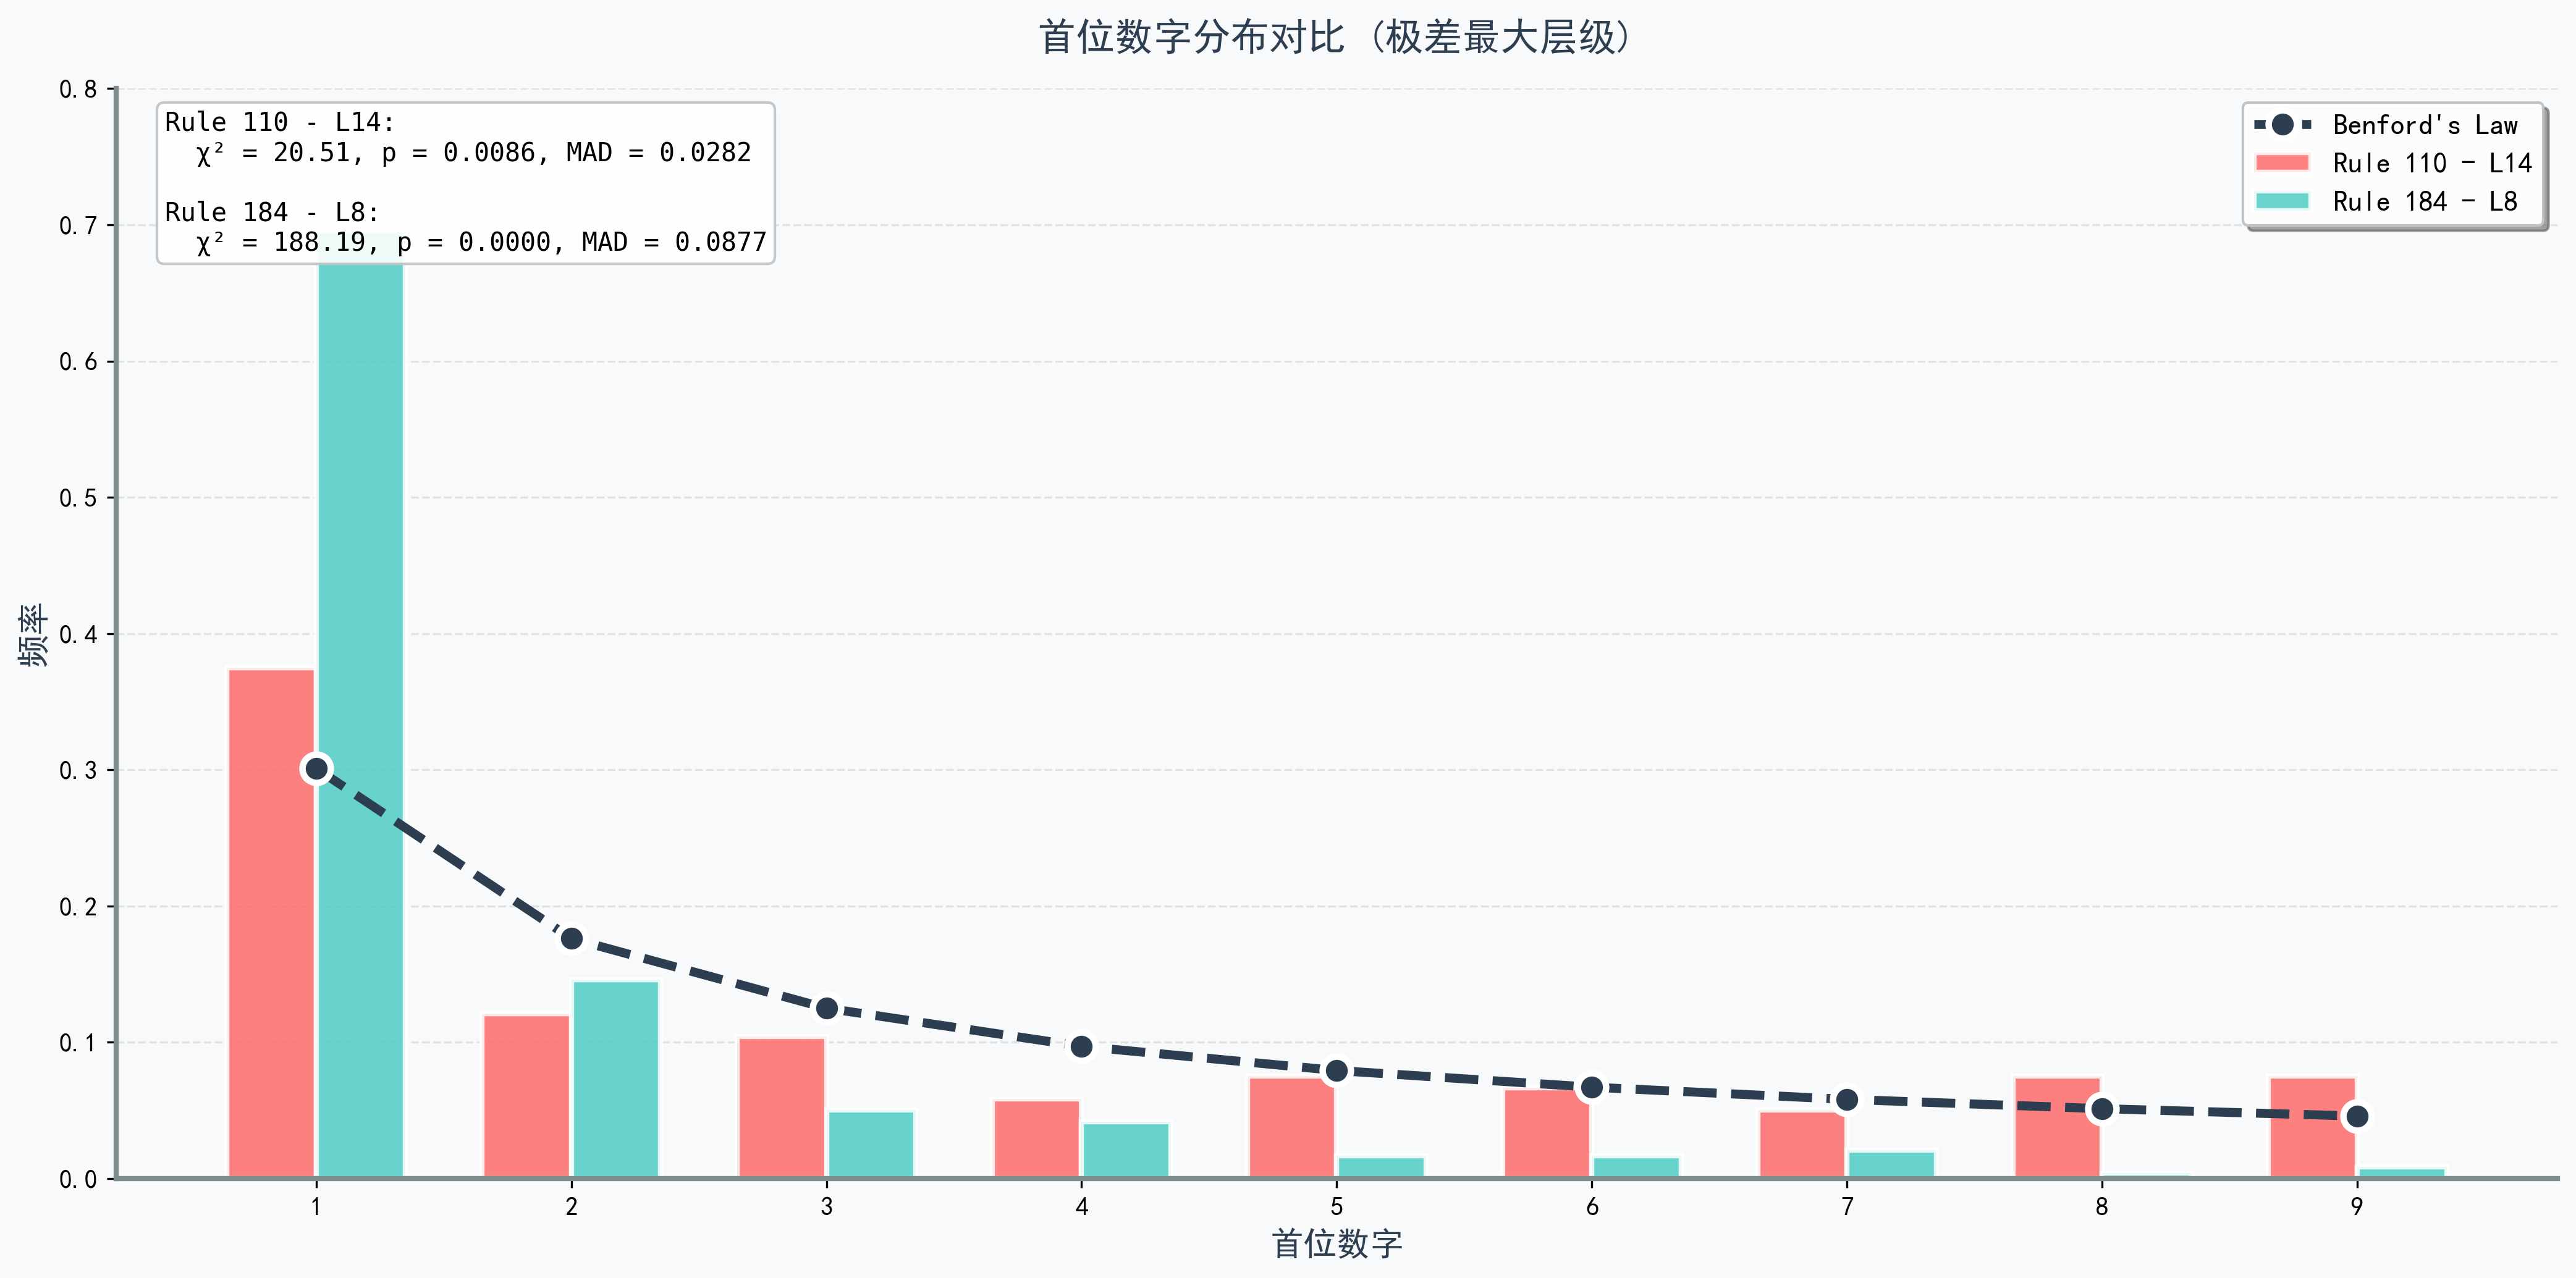 首位数字分布对比 (极差最大层级)
Rule 110 - L14:
χ² = 20.51, p = 0.0086, MAD = 0.0282
Rule 184 - L8:
χ² = 188.19, p = 0.0000, MAD = 0.0877
Benford's Law
Rule 110 − L14
Rule 184 − L8
频率
0.8
0.7
0.6
0.5
0.4
0.3
0.2
0.1
0.0
1 2 3 4 5 6 7 8 9
首位数字